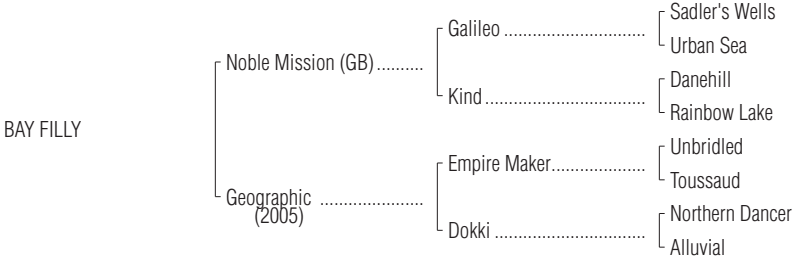 Sadler's Wells
Galileo ..............................
Urban Sea
Noble Mission (GB) ..........
Danehill
Kind ..................................
Rainbow Lake
BAY FILLY
Unbridled
Empire Maker....................
Toussaud
Geographic ......................
(2005)
Northern Dancer
Dokki ................................
Alluvial